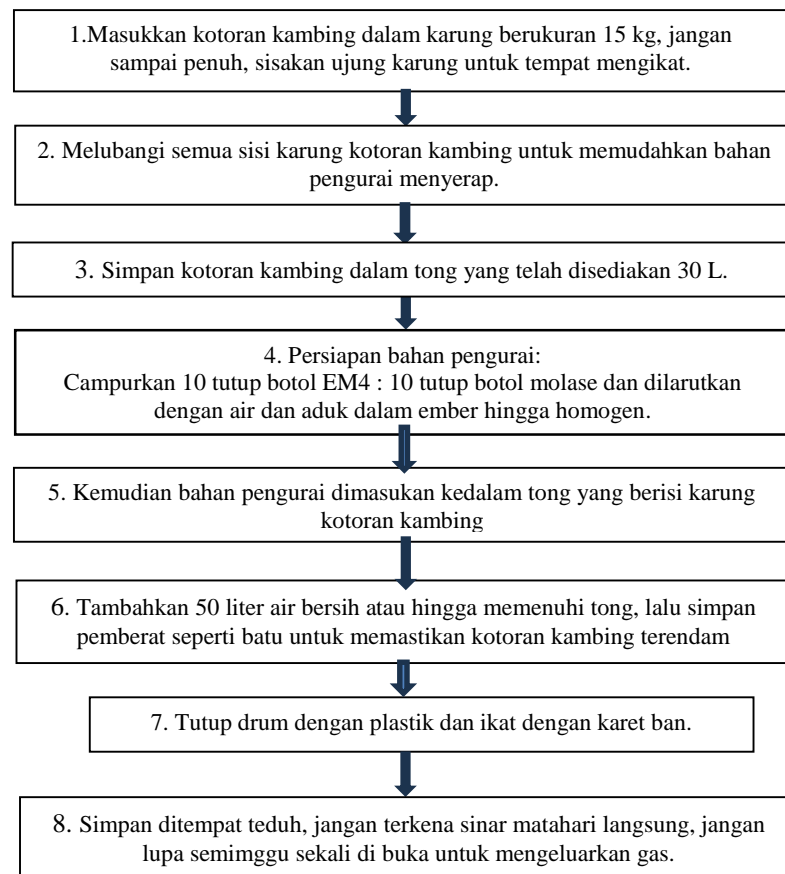 1.Masukkan kotoran kambing dalam karung berukuran 15 kg, jangan
sampai penuh, sisakan ujung karung untuk tempat mengikat.
2. Melubangi semua sisi karung kotoran kambing untuk memudahkan bahan
pengurai menyerap.
3. Simpan kotoran kambing dalam tong yang telah disediakan 30 L.
4. Persiapan bahan pengurai:
Campurkan 10 tutup botol EM4 : 10 tutup botol molase dan dilarutkan
dengan air dan aduk dalam ember hingga homogen.
5. Kemudian bahan pengurai dimasukan kedalam tong yang berisi karung
kotoran kambing
6. Tambahkan 50 liter air bersih atau hingga memenuhi tong, lalu simpan
pemberat seperti batu untuk memastikan kotoran kambing terendam
7. Tutup drum dengan plastik dan ikat dengan karet ban.
8. Simpan ditempat teduh, jangan terkena sinar matahari langsung, jangan
lupa semimggu sekali di buka untuk mengeluarkan gas.